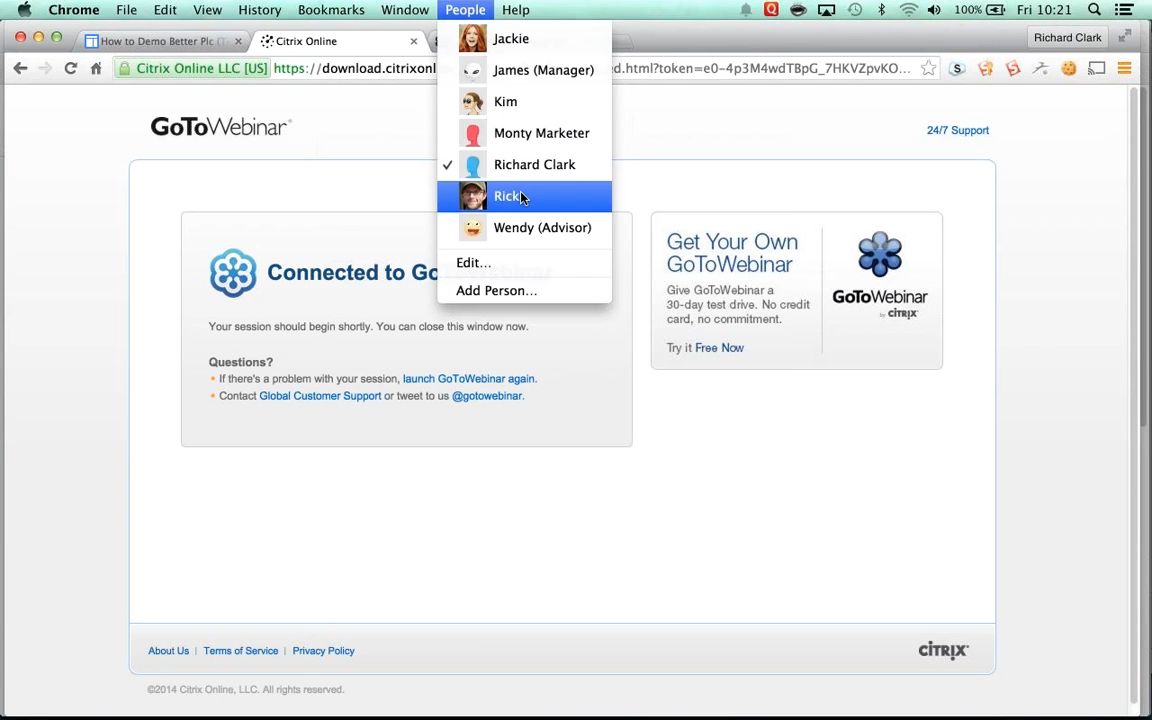 Chrome File Edit View History Bookmarks Window People Help 100% Fri 10:21
How to Demo Better Plc (T Citrix Online Richard Clark
Citrix Online LLC [US] https://download.citrixonl ed.html?token=e0-4p3M4wdTBpG_7HKVZpvKO...
Jackie
James (Manager)
Kim
Monty Marketer
Richard Clark
Rick
Wendy (Advisor)
Edit...
Add Person...
GoToWebinar
24/7 Support
Connected to Go
Your session should begin shortly. You can close this window now.
Questions?
• If there's a problem with your session, launch GoToWebinar again.
• Contact Global Customer Support or tweet to us @gotowebinar.
Get Your Own
GoToWebinar
Give GoToWebinar a
30-day test drive. No credit
card, no commitment.
Try it Free Now
GoToWebinar
by CITRIX
About Us | Terms of Service | Privacy Policy
CITRIX
©2014 Citrix Online, LLC. All rights reserved.